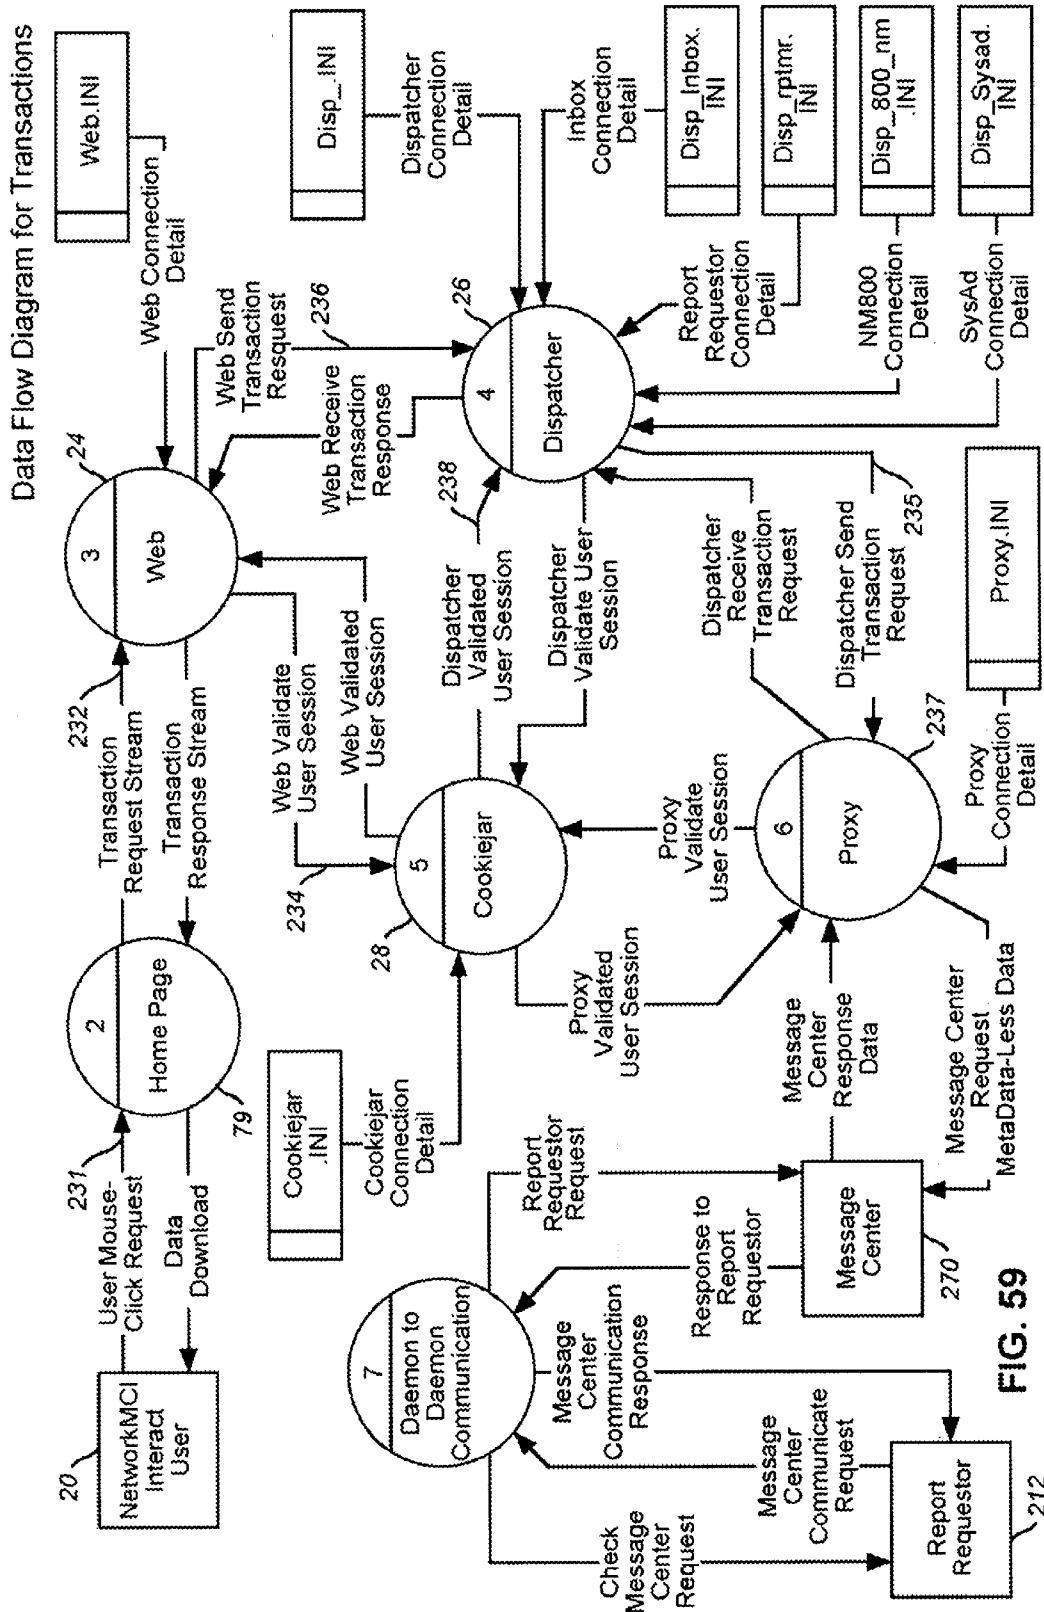 Data Flow Diagram for Transactions
20
NetworkMCI
Interact
User
231
User Mouse-
Click Request
Data
Download
2
Home Page
79
232
Transaction
Request Stream
Transaction
Response Stream
24
3
Web
Web Connection
Detail
Web.INI
Web Validate
User Session
234
Web Validated
User Session
Web Send
Transaction
Resquest
236
Web Receive
Transaction
Response
Disp_.INI
Dispatcher
Connection
Detail
Cookiejar
.INI
Cookiejar
Connection
Detail
28
5
Cookiejar
Dispatcher
Validated
User Session
238
Dispatcher
Validate User
Session
26
4
Dispatcher
Inbox
Connection
Detail
Disp_Inbox.
INI
Report
Requestor
Connection
Detail
Disp_rptmr.
INI
NM800
Connection
Detail
Disp_800_nm
.INI
SysAd
Connection
Detail
Disp_Sysad.
INI
7
Daemon to
Daemon
Communication
Report
Requestor
Request
Response to
Report
Requestor
Message
Center
Communication
Response
Check
Message
Center
Request
Message
Center
Communicate
Request
Proxy
Validated
User Session
Proxy
Validate
User Session
Dispatcher
Receive
Transaction
Request
Dispatcher Send
Transaction
Request
235
6
Proxy
237
Message
Center
Response
Data
Message
Center
270
Message Center
Request
MetaData-Less Data
Proxy
Connection
Detail
Proxy.INI
Report
Requestor
212
FIG. 59